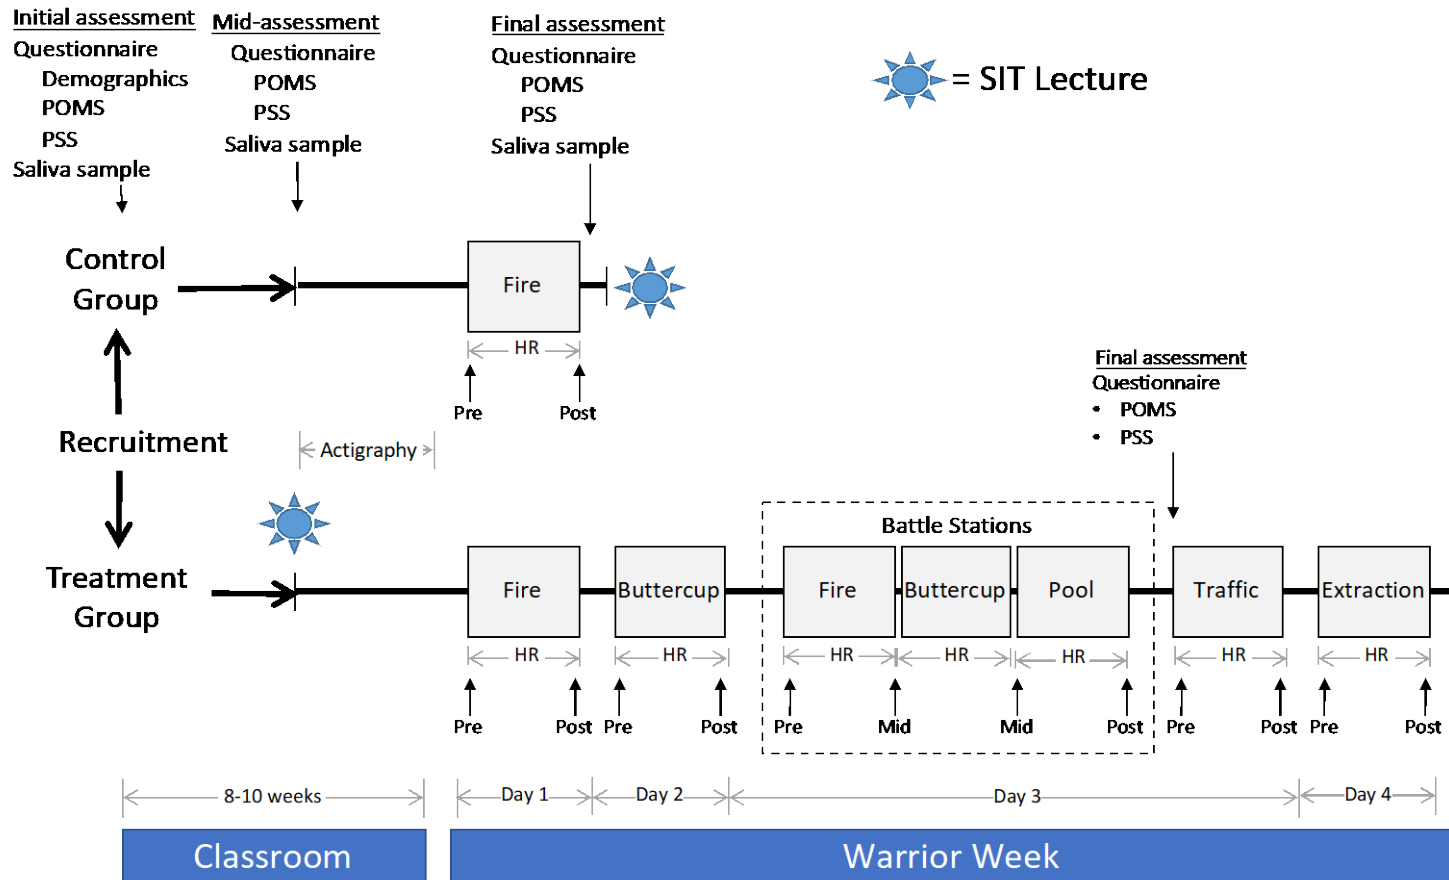 Initial assessment
Questionnaire
Demographics
POMS
PSS
Saliva sample
Mid-assessment
Questionnaire
POMS
PSS
Saliva sample
Final assessment
Questionnaire
POMS
PSS
Saliva sample
= SIT Lecture
Control
Group
Fire
HR
Pre
Post
Recruitment
Actigraphy
Final assessment
Questionnaire
• POMS
• PSS
Treatment
Group
Battle Stations
Fire
Buttercup
Fire
Buttercup
Pool
Traffic
Extraction
HR
HR
HR
HR
HR
HR
HR
Pre
Post
Pre
Post
Pre
Mid
Mid
Post
Pre
Post
Pre
Post
8-10 weeks
Day 1
Day 2
Day 3
Day 4
Classroom
Warrior Week